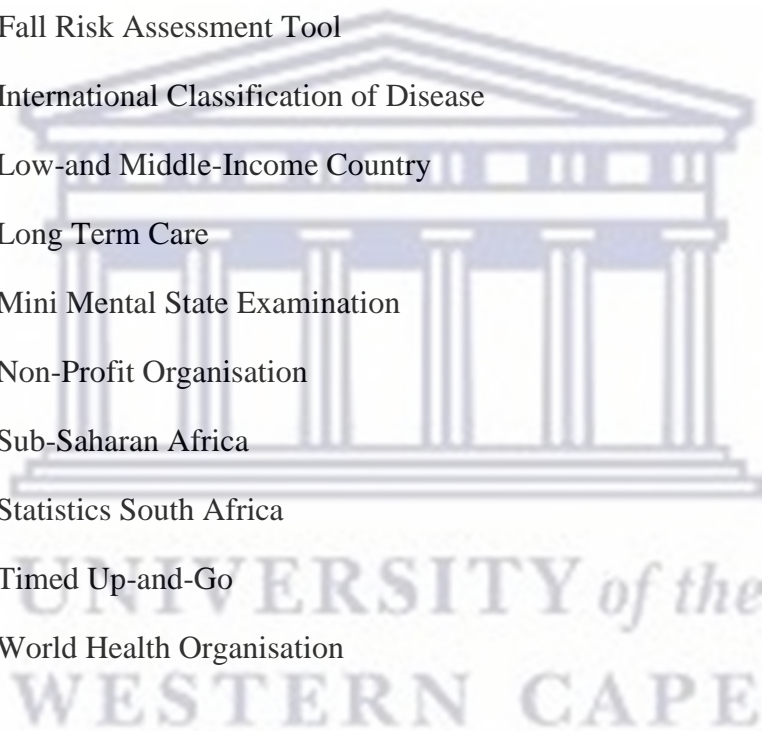 Fall Risk Assessment Tool
International Classification of Disease
Low-and Middle-Income Country
Long Term Care
Mini Mental State Examination
Non-Profit Organisation
Sub-Saharan Africa
Statistics South Africa
Timed Up-and-Go
World Health Organisation
UNIVERSITY of the
WESTERN CAPE